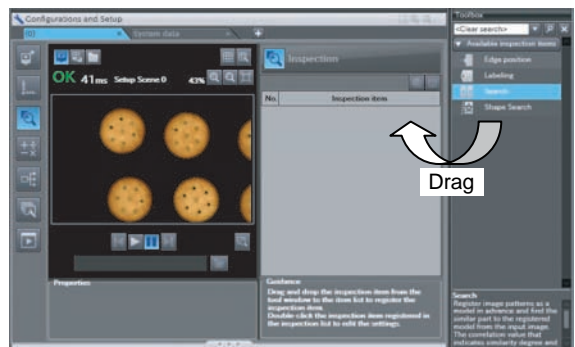 Configurations and Setup
[0]
System data
OK 41ms Setup Scene 0 43%
Inspection
No. Inspection item
Properties
Guidance
Drag and drop the inspection item from the
tool window to the item list to register the
inspection item.
Double-click the inspection item registered in
the inspection list to edit the settings.
Toolbox
<Clear search>
Available inspection items
Edge position
Labeling
Search
Shape Search
Drag
Search
Register image patterns as a
model in advance and find the
similar part to the registered
model from the input image.
The correlation value that
indicates similarity degree and